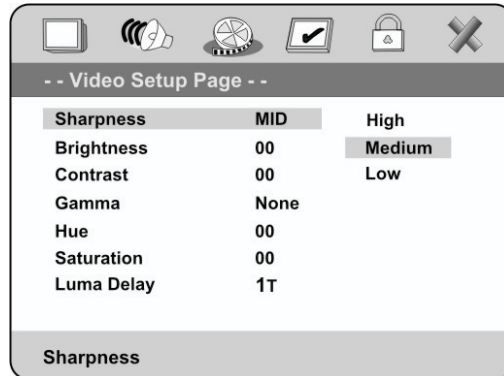 - - Video Setup Page - -
Sharpness MID High
Brightness 00 Medium
Contrast 00 Low
Gamma None
Hue 00
Saturation 00
Luma Delay 1T
Sharpness